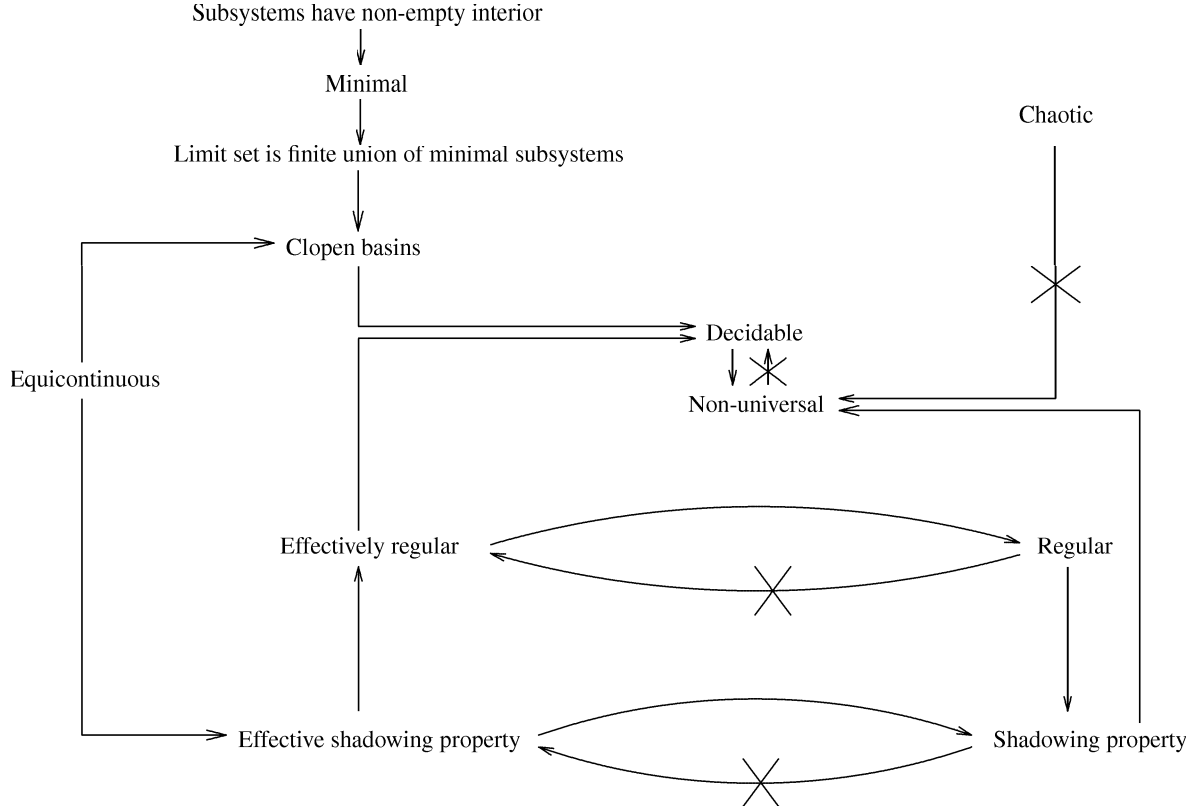 Subsystems have non-empty interior
Minimal
Chaotic
Limit set is finite union of minimal subsystems
Clopen basins
Decidable
Equicontinuous
Non-universal
Effectively regular
Regular
Effective shadowing property
Shadowing property